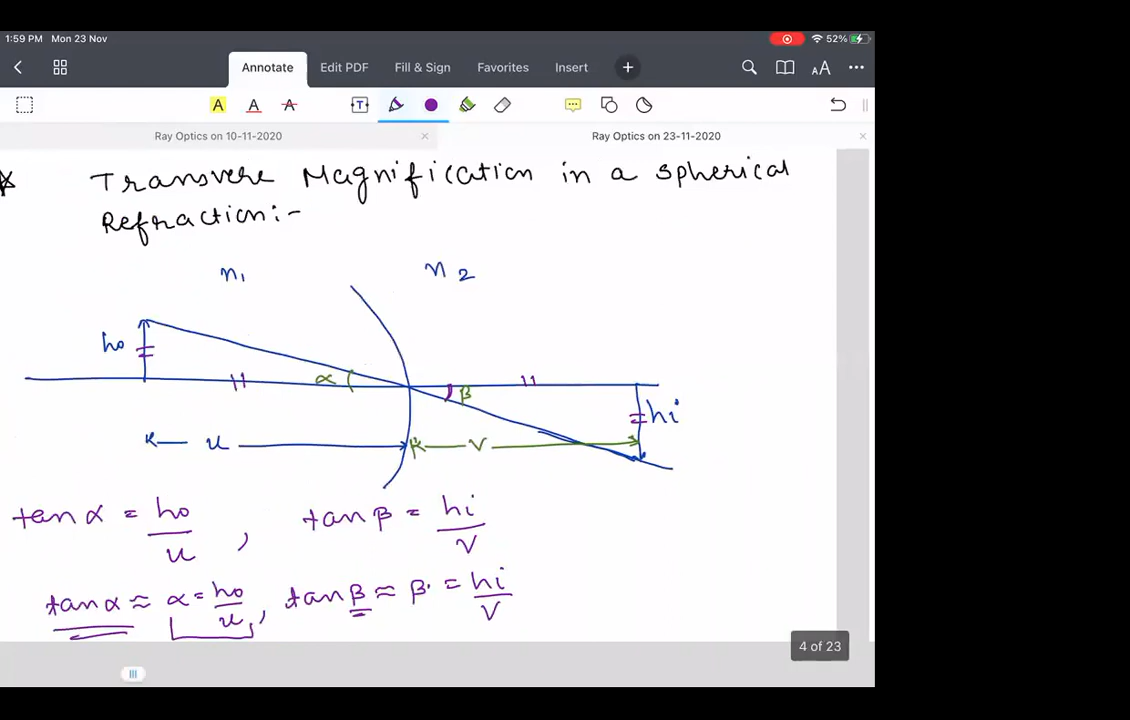 1:59 PM Mon 23 Nov
52%
Annotate Edit PDF Fill & Sign Favorites Insert
Ray Optics on 10-11-2020 Ray Optics on 23-11-2020
Transvere Magnification in a Spherical
Refraction:-
n₁ n₂
ho
α β hi
u v
tan α = ho/u , tan β = hi/v
tan α ≈ α = ho/u , tan β ≈ β = hi/v
4 of 23